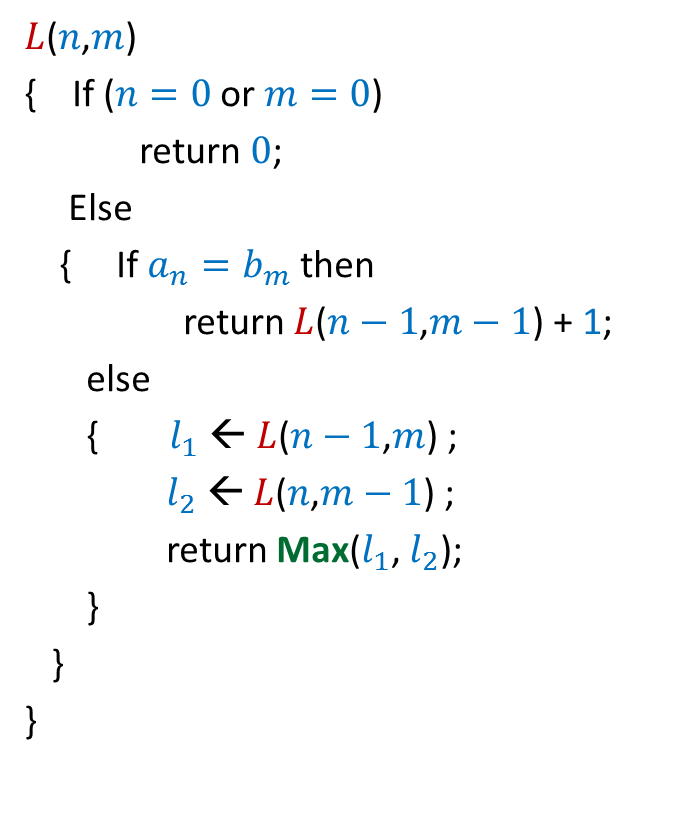 L(n,m)
{ If (n = 0 or m = 0)
return 0;
Else
{ If aₙ = bₘ then
return L(n − 1,m − 1) + 1;
else
{ l₁ ← L(n − 1,m) ;
l₂ ← L(n,m − 1) ;
return Max(l₁, l₂);
}
}
}